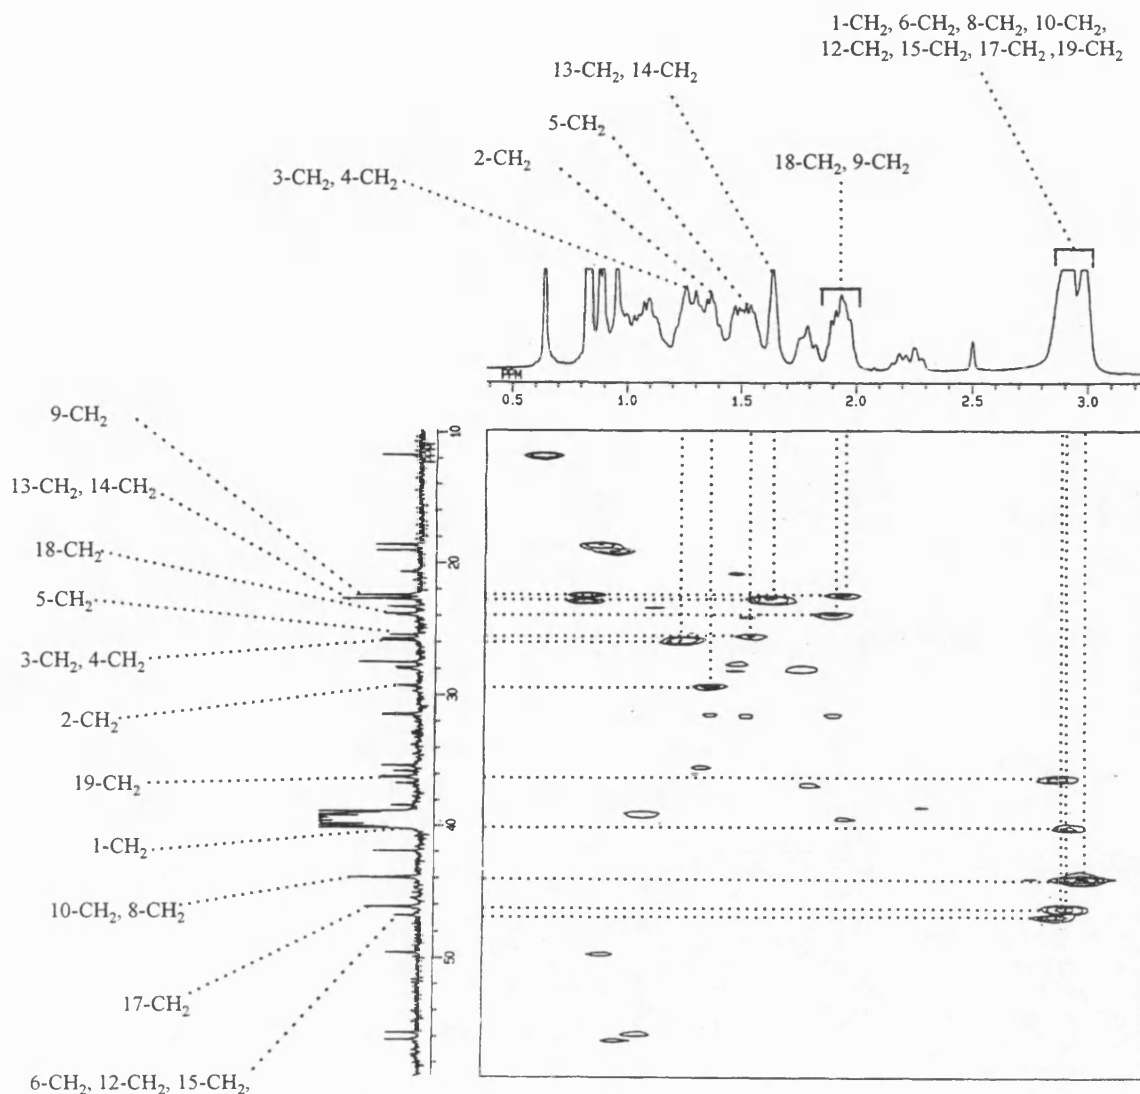 1-CH₂, 6-CH₂, 8-CH₂, 10-CH₂,
12-CH₂, 15-CH₂, 17-CH₂ ,19-CH₂
13-CH₂, 14-CH₂
5-CH₂
2-CH₂
18-CH₂, 9-CH₂
3-CH₂, 4-CH₂
PPM
0.5 1.0 1.5 2.0 2.5 3.0
9-CH₂
13-CH₂, 14-CH₂
18-CH₂
5-CH₂
3-CH₂, 4-CH₂
2-CH₂
19-CH₂
1-CH₂
10-CH₂, 8-CH₂
17-CH₂
6-CH₂, 12-CH₂, 15-CH₂,
10
20
30
40
50